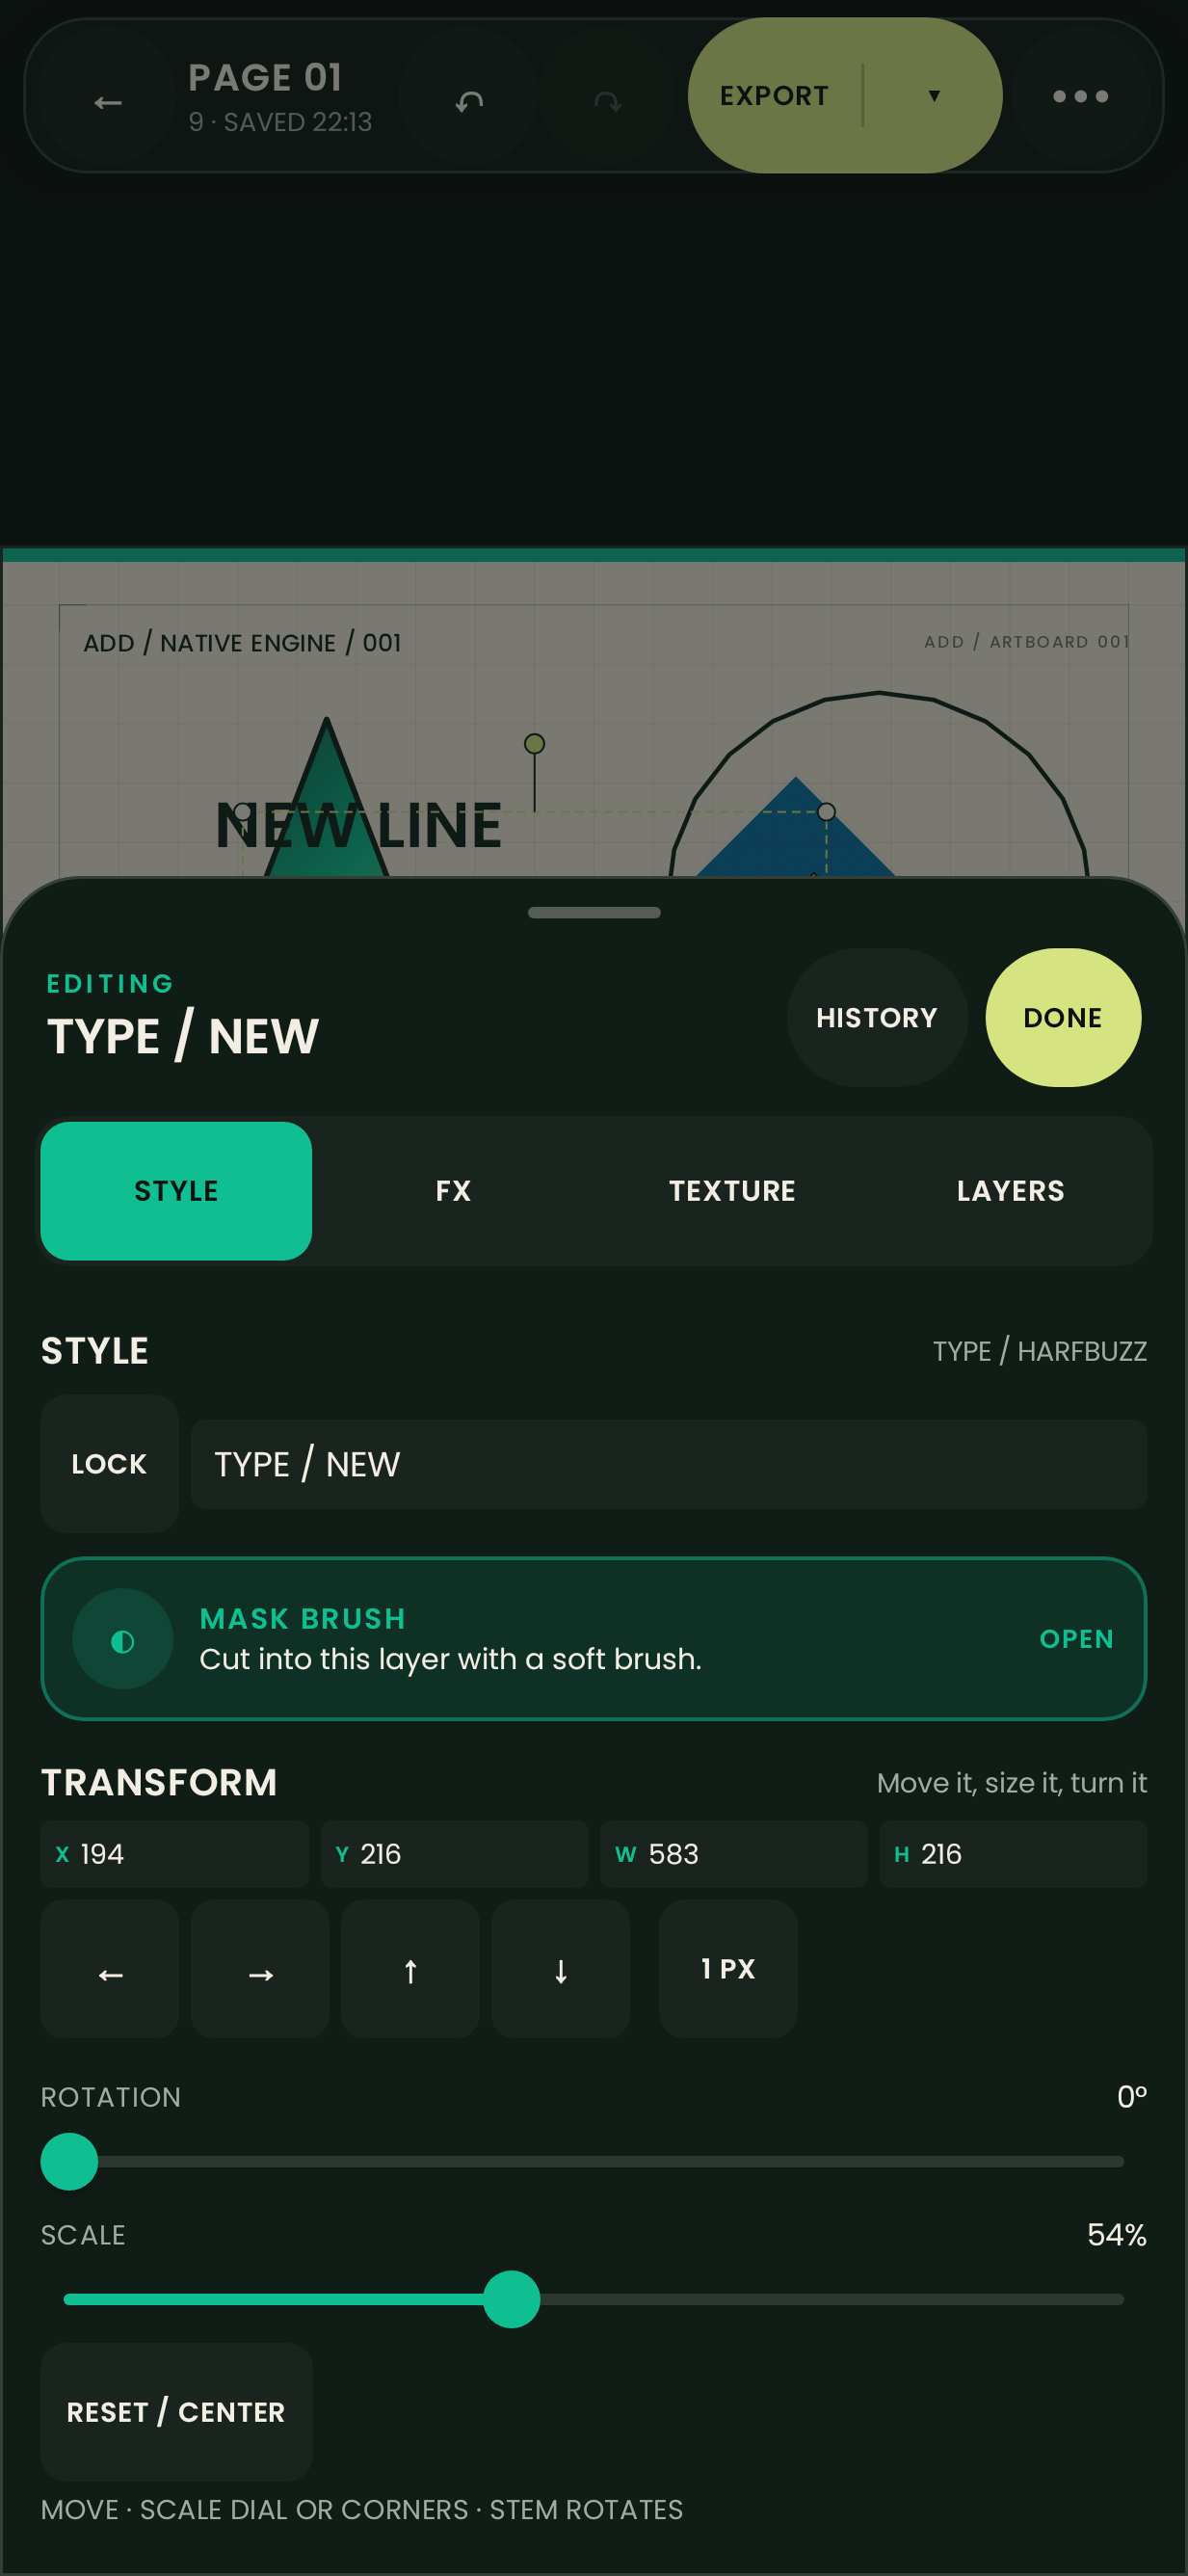 PAGE 01
9 · SAVED 22:13
EXPORT
ADD / NATIVE ENGINE / 001
ADD / ARTBOARD 001
NEW LINE
EDITING
TYPE / NEW
HISTORY
DONE
STYLE
FX
TEXTURE
LAYERS
STYLE
TYPE / HARFBUZZ
LOCK
TYPE / NEW
MASK BRUSH
Cut into this layer with a soft brush.
OPEN
TRANSFORM
Move it, size it, turn it
X 194
Y 216
W 583
H 216
← → ↑ ↓ 1 PX
ROTATION
0°
SCALE
54%
RESET / CENTER
MOVE · SCALE DIAL OR CORNERS · STEM ROTATES